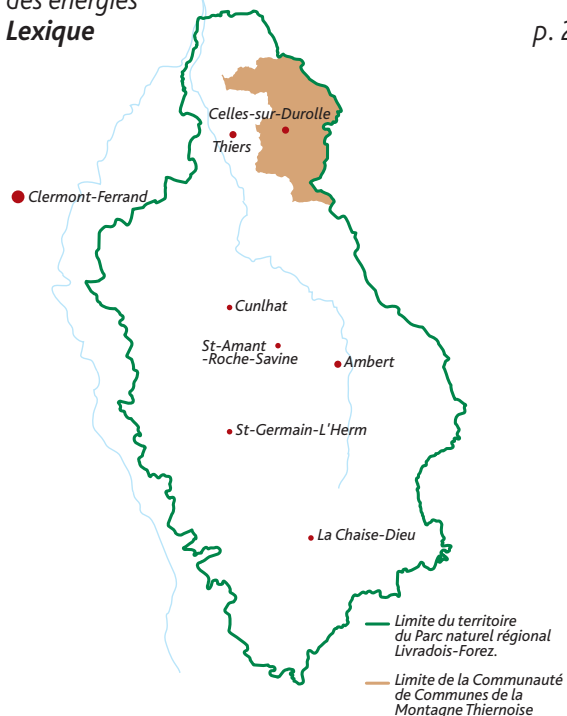 des énergies
Lexique
p. 2
Celles-sur-Durolle
Thiers
Clermont-Ferrand
Cunlhat
St-Amant
-Roche-Savine
Ambert
St-Germain-L'Herm
La Chaise-Dieu
Limite du territoire
du Parc naturel régional
Livradois-Forez.
Limite de la Communauté
de Communes de la
Montagne Thiernoise